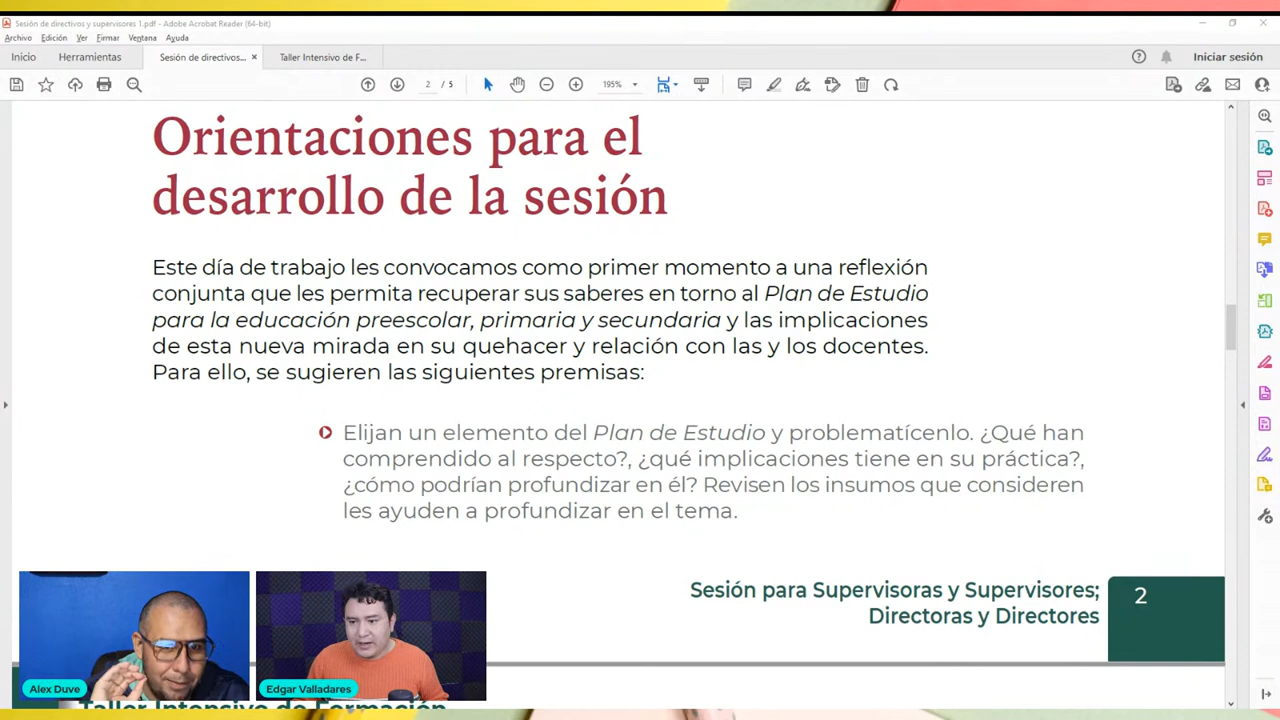 Sesión de directivos y supervisores 1.pdf - Adobe Acrobat Reader (64-bit)
Archivo Edición Ver Firmar Ventana Ayuda
Inicio Herramientas Sesión de directivos... × Taller Intensivo de F... Iniciar sesión
2 / 5 195%
Orientaciones para el
desarrollo de la sesión
Este día de trabajo les convocamos como primer momento a una reflexión
conjunta que les permita recuperar sus saberes en torno al Plan de Estudio
para la educación preescolar, primaria y secundaria y las implicaciones
de esta nueva mirada en su quehacer y relación con las y los docentes.
Para ello, se sugieren las siguientes premisas:
Elijan un elemento del Plan de Estudio y problematícenlo. ¿Qué han
comprendido al respecto?, ¿qué implicaciones tiene en su práctica?,
¿cómo podrían profundizar en él? Revisen los insumos que consideren
les ayuden a profundizar en el tema.
Sesión para Supervisoras y Supervisores;
Directoras y Directores
2
Alex Duve
Edgar Valladares
Taller Intensivo de Formación